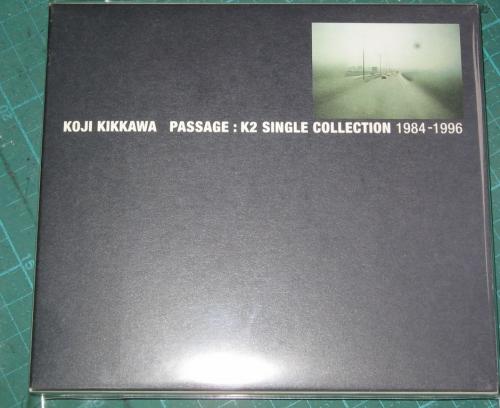 KOJI KIKKAWA PASSAGE : K2 SINGLE COLLECTION 1984-1996